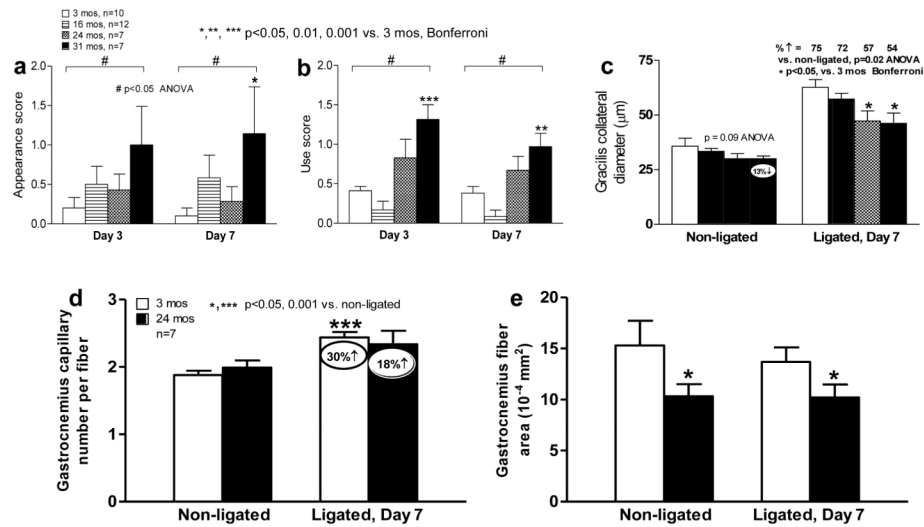 3 mos, n=10
16 mos, n=12
24 mos, n=7
31 mos, n=7
*,**, *** p<0.05, 0.01, 0.001 vs. 3 mos, Bonferroni
a
#
#
# p<0.05 ANOVA
*
Appearance score
2.0
1.5
1.0
0.5
0.0
Day 3
Day 7
b
#
#
***
**
Use score
2.0
1.5
1.0
0.5
0.0
Day 3
Day 7
c
% ↑ = 75 72 57 54
vs. non-ligated, p=0.02 ANOVA
* p<0.05, vs. 3 mos Bonferroni
Gracilis collateral
diameter (μm)
75
50
25
0
p = 0.09 ANOVA
13%↓
*
*
Non-ligated
Ligated, Day 7
d
3 mos
24 mos
n=7
*,*** p<0.05, 0.001 vs. non-ligated
Gastrocnemius capillary
number per fiber
3
2
1
0
***
30%↑
18%↑
Non-ligated
Ligated, Day 7
e
Gastrocnemius fiber
area (10⁻⁴ mm²)
20
15
10
5
0
*
*
Non-ligated
Ligated, Day 7